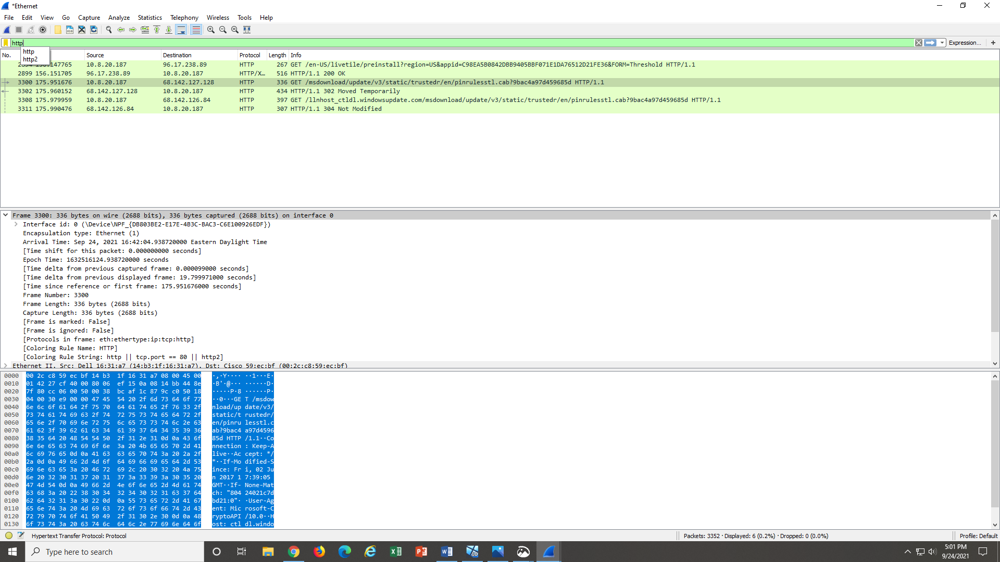 *Ethernet
File Edit View Go Capture Analyze Statistics Telephony Wireless Tools Help
http
Expression... +
http
http2
No. Source Destination Protocol Length Info
147765 10.8.20.187 96.17.238.89 HTTP 267 GET /en-US/livetile/preinstall?region=US&appid=C98EA5B0842DBB9405BBF071E1DA76512D21FE36&FORM=Threshold HTTP/1.1
2899 156.151705 96.17.238.89 10.8.20.187 HTTP/X... 516 HTTP/1.1 200 OK
3300 175.951676 10.8.20.187 68.142.127.128 HTTP 336 GET /msdownload/update/v3/static/trustedr/en/pinrulesstl.cab?9bac4a97d459685d HTTP/1.1
3302 175.960152 68.142.127.128 10.8.20.187 HTTP 434 HTTP/1.1 302 Moved Temporarily
3308 175.979959 10.8.20.187 68.142.126.84 HTTP 397 GET /llnhost_ctldl.windowsupdate.com/msdownload/update/v3/static/trustedr/en/pinrulesstl.cab?9bac4a97d459685d HTTP/1.1
3311 175.990476 68.142.126.84 10.8.20.187 HTTP 307 HTTP/1.1 304 Not Modified
Frame 3300: 336 bytes on wire (2688 bits), 336 bytes captured (2688 bits) on interface 0
Interface id: 0 (\Device\NPF_{DB803BE2-E17E-4B3C-BAC3-C6E100926EDF})
Encapsulation type: Ethernet (1)
Arrival Time: Sep 24, 2021 16:42:04.938720000 Eastern Daylight Time
[Time shift for this packet: 0.000000000 seconds]
Epoch Time: 1632516124.938720000 seconds
[Time delta from previous captured frame: 0.000099000 seconds]
[Time delta from previous displayed frame: 19.799971000 seconds]
[Time since reference or first frame: 175.951676000 seconds]
Frame Number: 3300
Frame Length: 336 bytes (2688 bits)
Capture Length: 336 bytes (2688 bits)
[Frame is marked: False]
[Frame is ignored: False]
[Protocols in frame: eth:ethertype:ip:tcp:http]
[Coloring Rule Name: HTTP]
[Coloring Rule String: http || tcp.port == 80 || http2]
Ethernet II, Src: Dell 16:31:a7 (14:b3:1f:16:31:a7), Dst: Cisco 59:ec:bf (00:2c:c8:59:ec:bf)
0000 00 2c c8 59 ec bf 14 b3 1f 16 31 a7 08 00 45 00 ·,·Y···· ··1···E·
0010 01 42 27 cf 40 00 80 06 ef 15 0a 08 14 bb 44 8e ·B'·@··· ······D·
0020 7f 80 cc 06 00 50 00 38 bc af 1c 87 9c c0 50 18 ·····P·8 ······P·
0030 04 00 30 e9 00 00 47 45 54 20 2f 6d 73 64 6f 77 ··0···GE T /msdow
0040 6e 6c 6f 61 64 2f 75 70 64 61 74 65 2f 76 33 2f nload/up date/v3/
0050 73 74 61 74 69 63 2f 74 72 75 73 74 65 64 72 2f static/t rustedr/
0060 65 6e 2f 70 69 6e 72 75 6c 65 73 73 74 6c 2e 63 en/pinru lesstl.c
0070 61 62 3f 39 62 61 63 34 61 39 37 64 34 35 39 36 ab?9bac4 a97d4596
0080 38 35 64 20 48 54 54 50 2f 31 2e 31 0d 0a 43 6f 85d HTTP /1.1··Co
0090 6e 6e 65 63 74 69 6f 6e 3a 20 4b 65 65 70 2d 41 nnection : Keep-A
00a0 6c 69 76 65 0d 0a 41 63 63 65 70 74 3a 20 2a 2f live··Ac cept: */
00b0 2a 0d 0a 49 66 2d 4d 6f 64 69 66 69 65 64 2d 53 *··If-Mo dified-S
00c0 69 6e 63 65 3a 20 46 72 69 2c 20 30 32 20 4a 75 ince: Fr i, 02 Ju
00d0 6e 20 32 30 31 37 20 31 37 3a 33 39 3a 30 35 20 n 2017 1 7:39:05
00e0 47 4d 54 0d 0a 49 66 2d 4e 6f 6e 65 2d 4d 61 74 GMT··If- None-Mat
00f0 63 68 3a 20 22 38 30 34 32 34 30 32 31 63 37 64 ch: "804 24021c7d
0100 62 64 32 31 3a 30 22 0d 0a 55 73 65 72 2d 41 67 bd21:0"· ·User-Ag
0110 65 6e 74 3a 20 4d 69 63 72 6f 73 6f 66 74 2d 43 ent: Mic rosoft-C
0120 72 79 70 74 6f 41 50 49 2f 31 30 2e 30 0d 0a 48 ryptoAPI /10.0··H
0130 6f 73 74 3a 20 63 74 6c 64 6c 2e 77 69 6e 64 6f ost: ctl dl.windo
Hypertext Transfer Protocol: Protocol Packets: 3352 · Displayed: 6 (0.2%) · Dropped: 0 (0.0%) Profile: Default
Type here to search
5:01 PM
9/24/2021